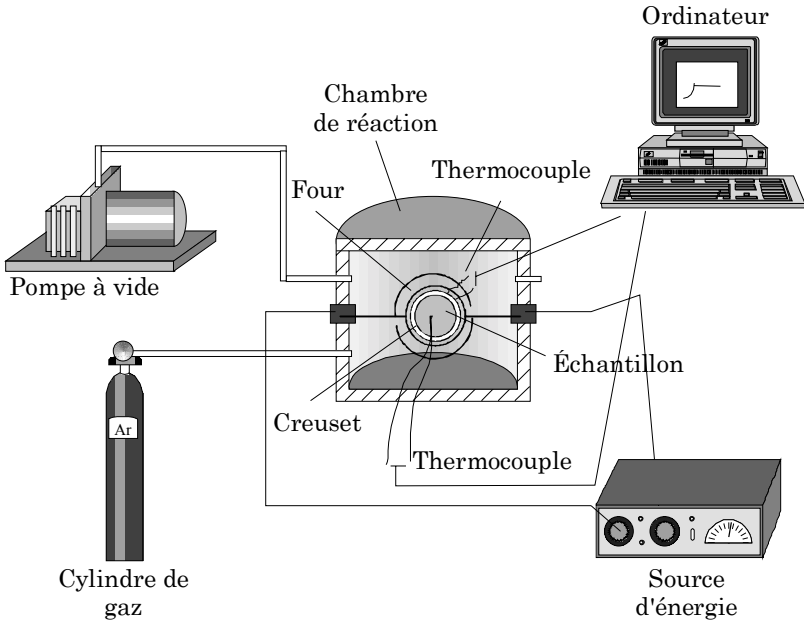 Ordinateur
Chambre
de réaction
Thermocouple
Four
Pompe à vide
Échantillon
Creuset
Ar
Thermocouple
Cylindre de
gaz
Source
d'énergie